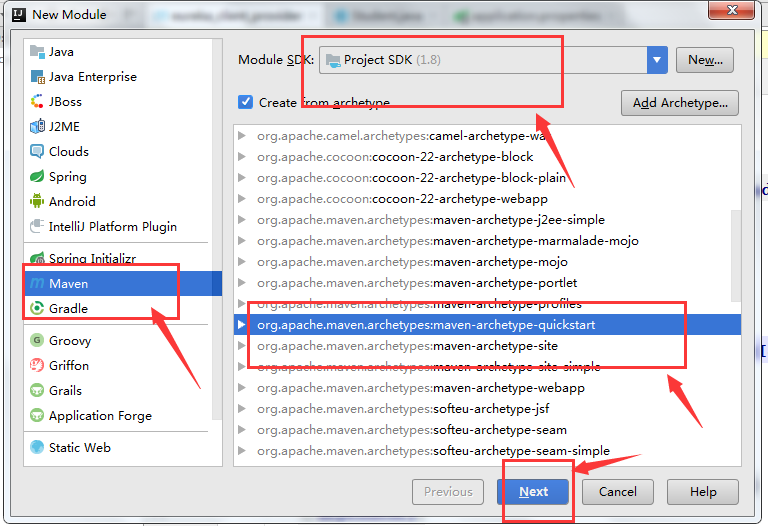 New Module
eureka_client_provider
Student.java
application.properties
Java
Java Enterprise
JBoss
J2ME
Clouds
Spring
Android
IntelliJ Platform Plugin
Spring Initializr
Maven
Gradle
Groovy
Griffon
Grails
Application Forge
Static Web
Module SDK: Project SDK (1.8) New...
Create from archetype Add Archetype...
org.apache.camel.archetypes:camel-archetype-wa
org.apache.cocoon:cocoon-22-archetype-block
org.apache.cocoon:cocoon-22-archetype-block-plain
org.apache.cocoon:cocoon-22-archetype-webapp
org.apache.maven.archetypes:maven-archetype-j2ee-simple
org.apache.maven.archetypes:maven-archetype-marmalade-mojo
org.apache.maven.archetypes:maven-archetype-mojo
org.apache.maven.archetypes:maven-archetype-portlet
org.apache.maven.archetypes:maven-archetype-profiles
org.apache.maven.archetypes:maven-archetype-quickstart
org.apache.maven.archetypes:maven-archetype-site
org.apache.maven.archetypes:maven-archetype-site-simple
org.apache.maven.archetypes:maven-archetype-webapp
org.apache.maven.archetypes:softeu-archetype-jsf
org.apache.maven.archetypes:softeu-archetype-seam
org.apache.maven.archetypes:softeu-archetype-seam-simple
Previous Next Cancel Help